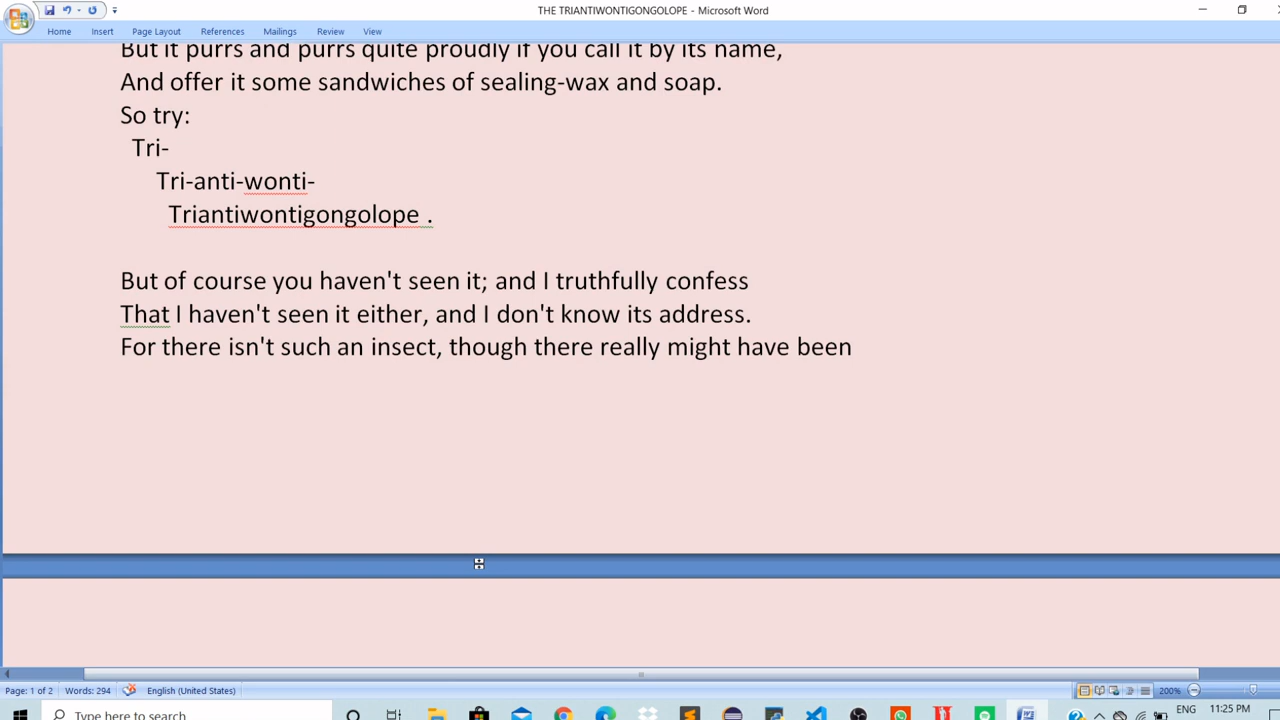 THE TRIANTIWONTIGONGOLOPE - Microsoft Word
Home Insert Page Layout References Mailings Review View
But it purrs and purrs quite proudly if you call it by its name,
And offer it some sandwiches of sealing-wax and soap.
So try:
Tri-
Tri-anti-wonti-
Triantiwontigongolope .
But of course you haven't seen it; and I truthfully confess
That I haven't seen it either, and I don't know its address.
For there isn't such an insect, though there really might have been
Page: 1 of 2 Words: 294 English (United States) 200%
Type here to search ENG 11:25 PM